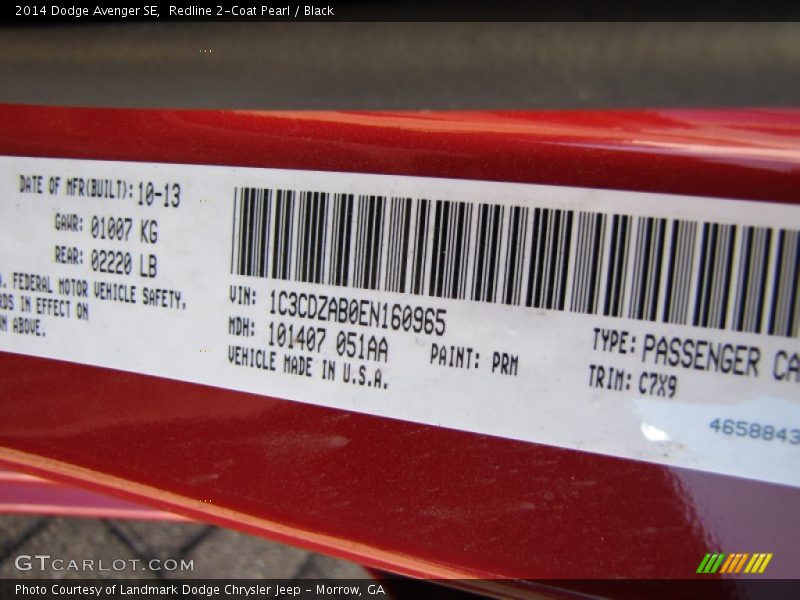 2014 Dodge Avenger SE, Redline 2-Coat Pearl / Black
DATE OF MFR(BUILT): 10-13
GAWR: 01007 KG
REAR: 02220 LB
FEDERAL MOTOR VEHICLE SAFETY,
IN EFFECT ON
ABOVE.
VIN: 1C3CDZAB0EN160965
MDH: 101407 051AA
PAINT: PRM
VEHICLE MADE IN U.S.A.
TYPE: PASSENGER CA
TRIM: C7X9
4658843
GTCARLOT.COM
Photo Courtesy of Landmark Dodge Chrysler Jeep - Morrow, GA